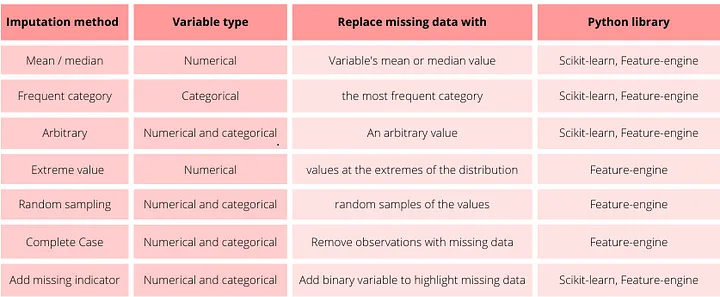 Imputation method Variable type Replace missing data with Python library
Mean / median Numerical Variable's mean or median value Scikit-learn, Feature-engine
Frequent category Categorical the most frequent category Scikit-learn, Feature-engine
Arbitrary Numerical and categorical An arbitrary value Scikit-learn, Feature-engine
Extreme value Numerical values at the extremes of the distribution Feature-engine
Random sampling Numerical and categorical random samples of the values Feature-engine
Complete Case Numerical and categorical Remove observations with missing data Feature-engine
Add missing indicator Numerical and categorical Add binary variable to highlight missing data Scikit-learn, Feature-engine